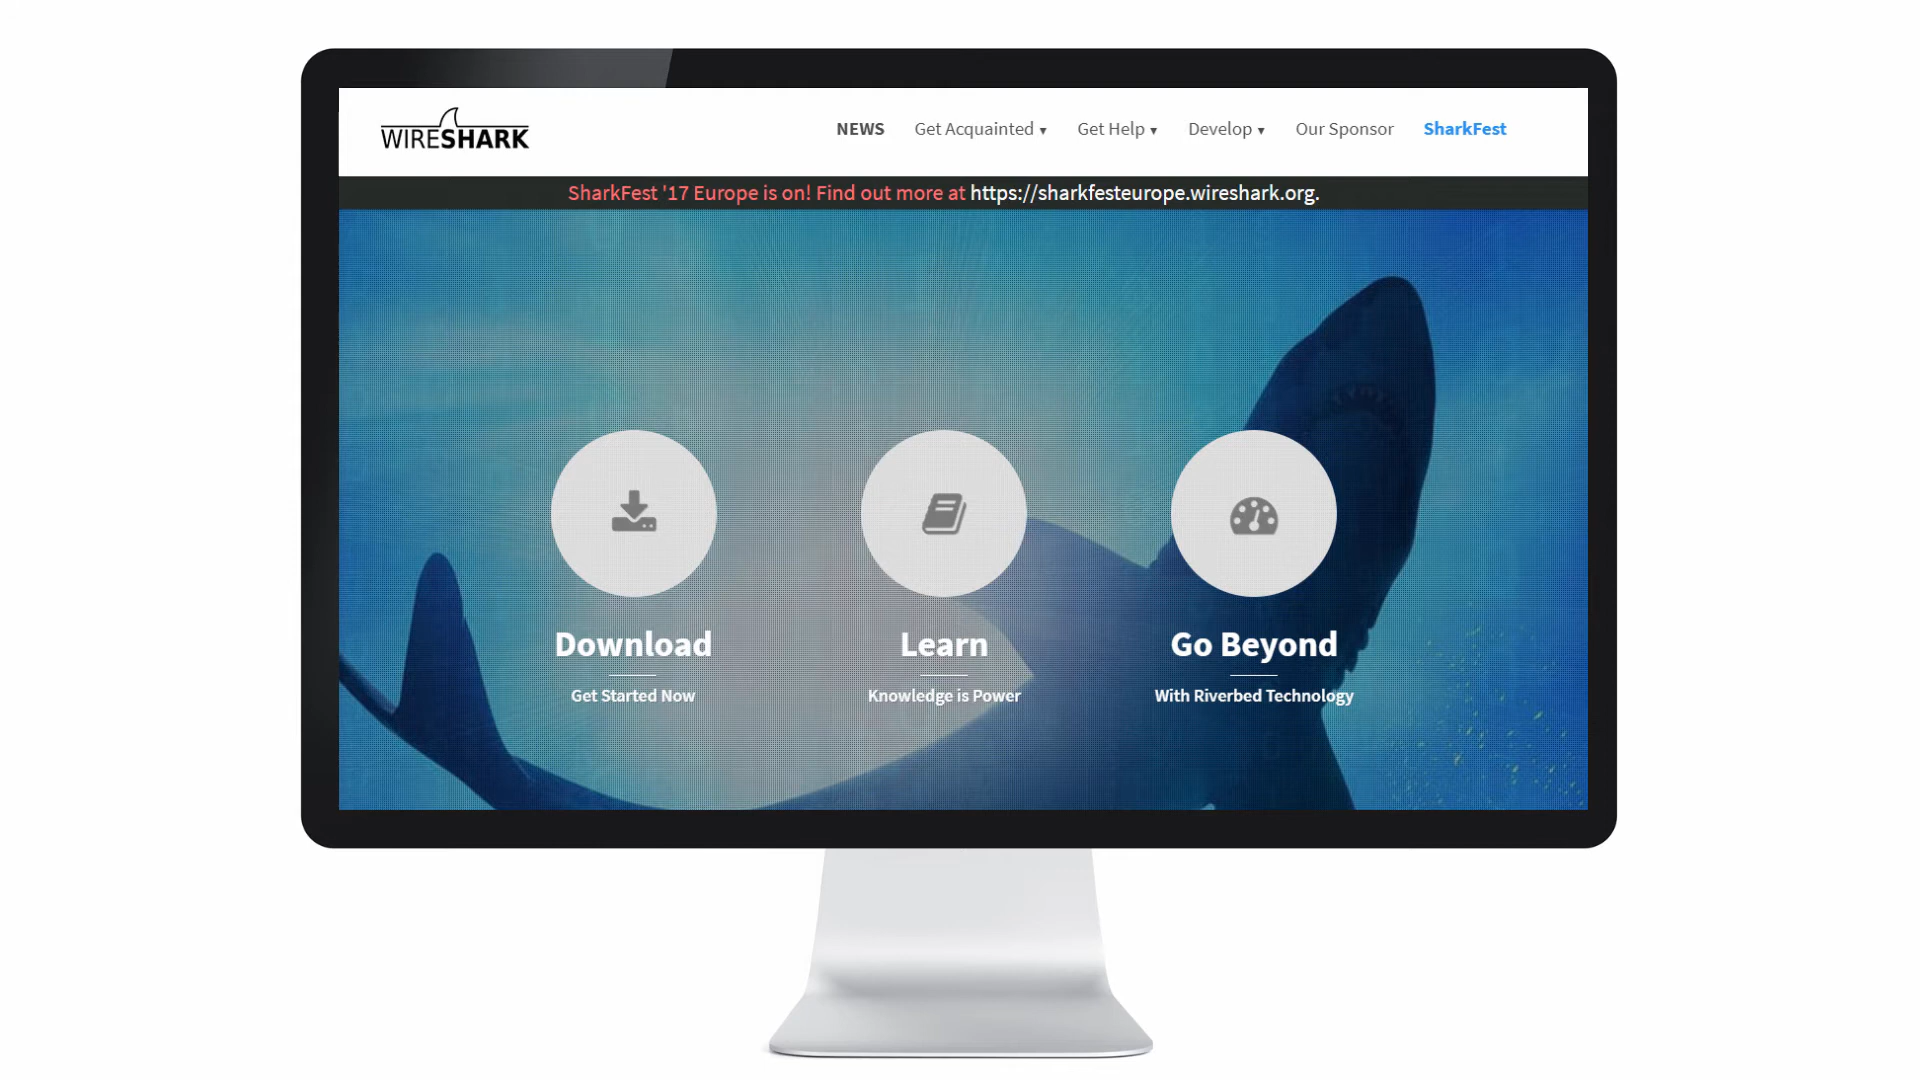 WIRESHARK
NEWS Get Acquainted ▾ Get Help ▾ Develop ▾ Our Sponsor SharkFest
SharkFest '17 Europe is on! Find out more at https://sharkfesteurope.wireshark.org.
Download Learn Go Beyond
Get Started Now Knowledge is Power With Riverbed Technology